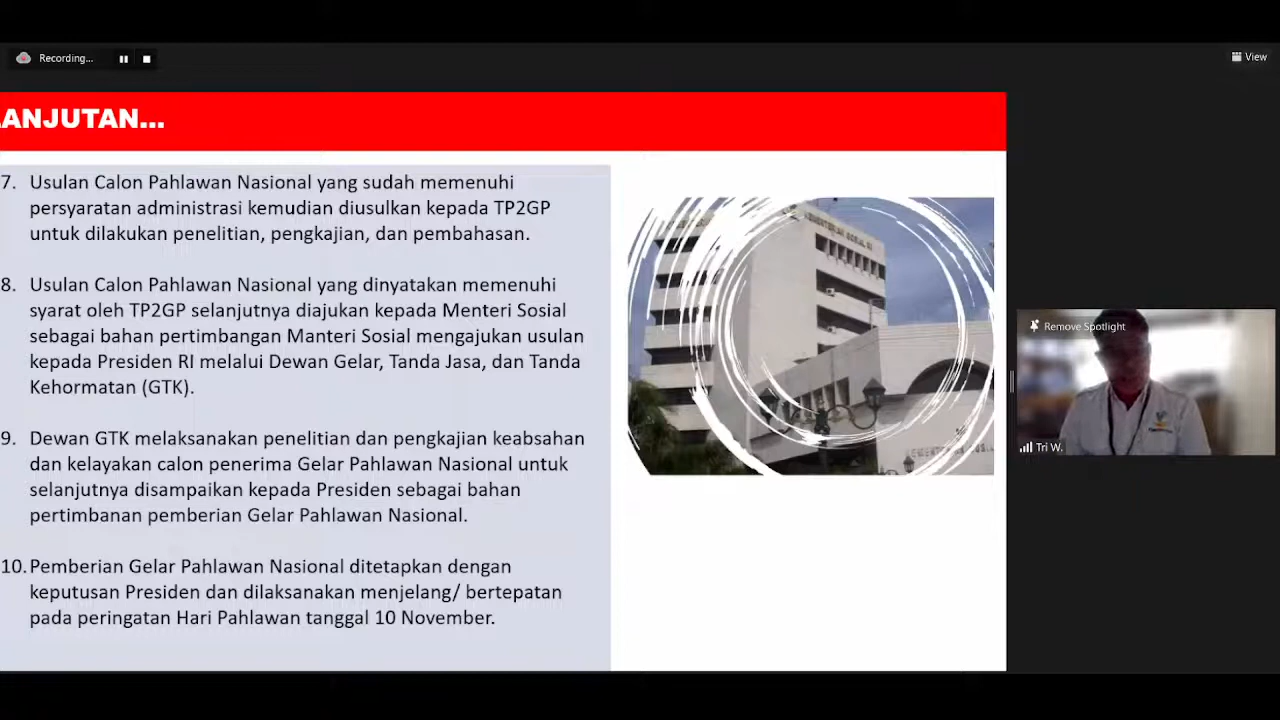 Recording...
View
LANJUTAN...
7. Usulan Calon Pahlawan Nasional yang sudah memenuhi
persyaratan administrasi kemudian diusulkan kepada TP2GP
untuk dilakukan penelitian, pengkajian, dan pembahasan.
8. Usulan Calon Pahlawan Nasional yang dinyatakan memenuhi
syarat oleh TP2GP selanjutnya diajukan kepada Menteri Sosial
sebagai bahan pertimbangan Manteri Sosial mengajukan usulan
kepada Presiden RI melalui Dewan Gelar, Tanda Jasa, dan Tanda
Kehormatan (GTK).
9. Dewan GTK melaksanakan penelitian dan pengkajian keabsahan
dan kelayakan calon penerima Gelar Pahlawan Nasional untuk
selanjutnya disampaikan kepada Presiden sebagai bahan
pertimbanan pemberian Gelar Pahlawan Nasional.
10. Pemberian Gelar Pahlawan Nasional ditetapkan dengan
keputusan Presiden dan dilaksanakan menjelang/ bertepatan
pada peringatan Hari Pahlawan tanggal 10 November.
KEMENTERIAN SOSIAL RI
Remove Spotlight
Tri W.